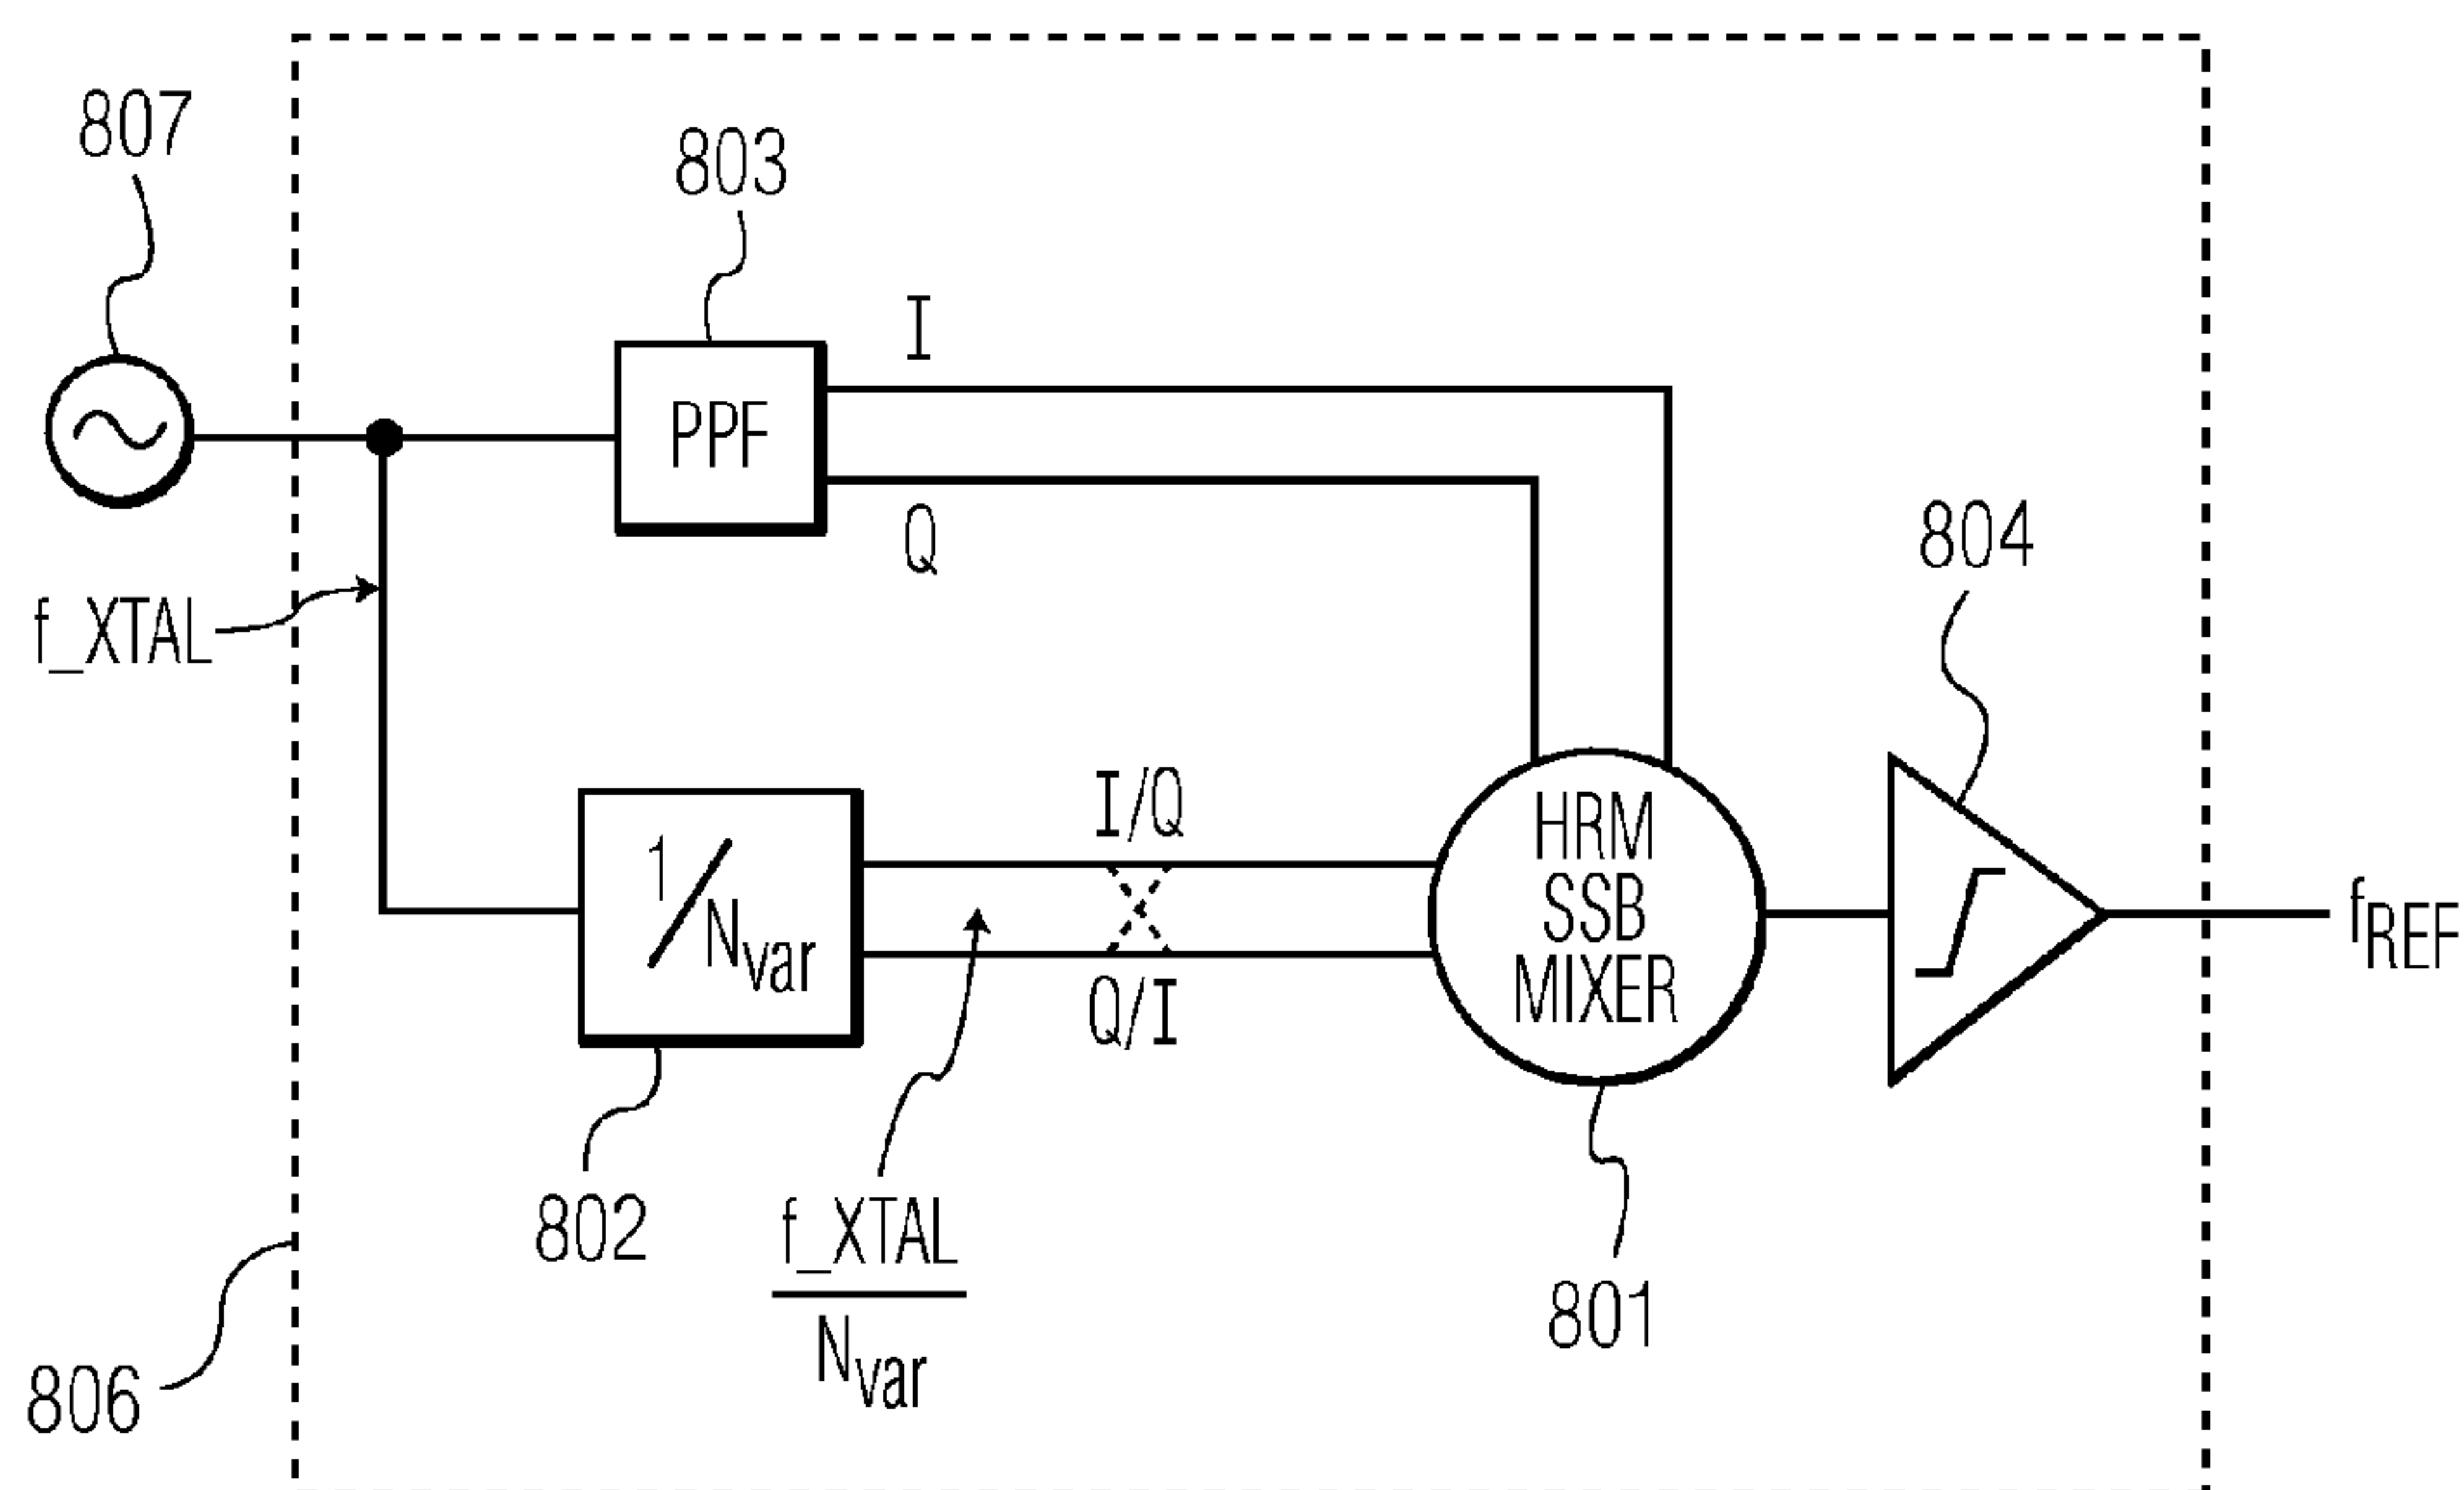 807
803
I
PPF
Q
804
f_XTAL
I/Q
HRM
SSB
MIXER
1/Nvar
fREF
Q/I
802
f_XTAL
Nvar
801
806